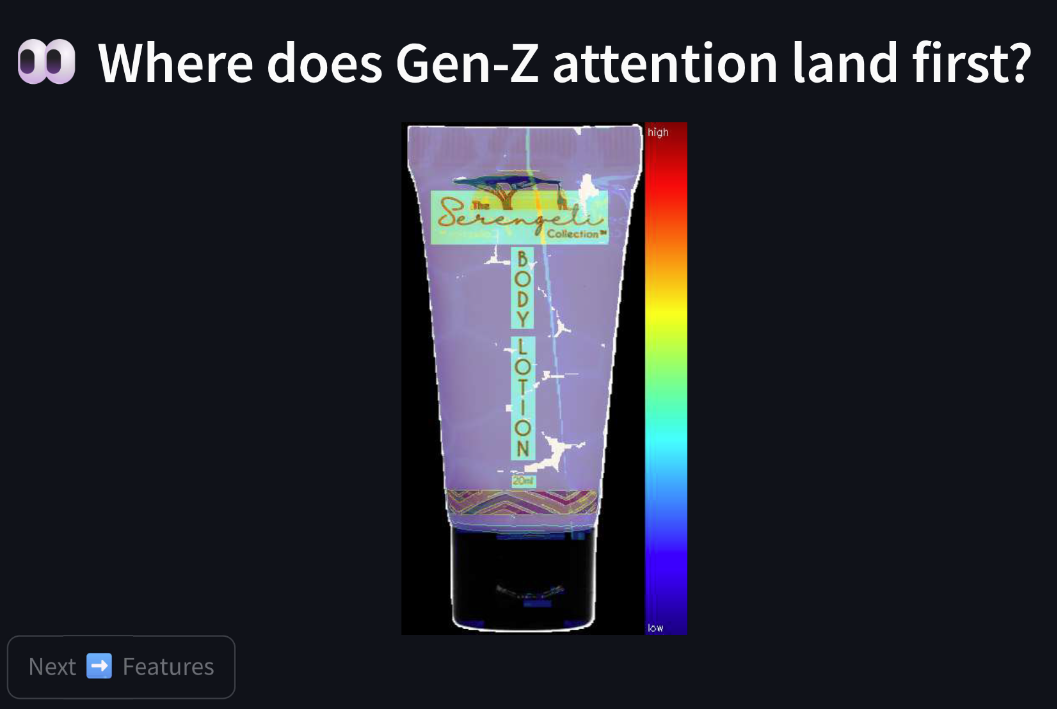 Where does Gen-Z attention land first?
high
The
Serengeti
Collection™
BODY
LOTION
20ml
low
Next ➡️ Features